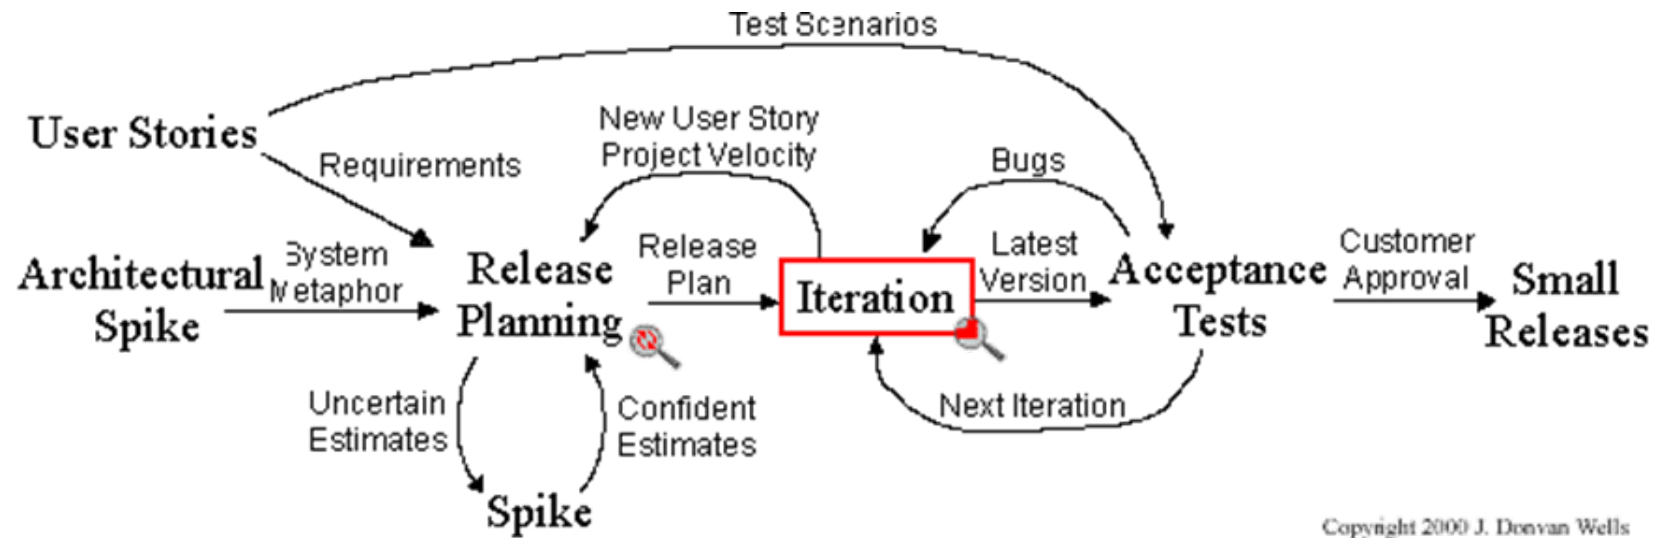 Test Scenarios
User Stories
Requirements
New User Story
Project Velocity
Bugs
Architectural
Spike
System
Metaphor
Release
Planning
Release
Plan
Iteration
Latest
Version
Acceptance
Tests
Customer
Approval
Small
Releases
Uncertain
Estimates
Confident
Estimates
Next Iteration
Spike
Copyright 2000 J. Donvan Wells